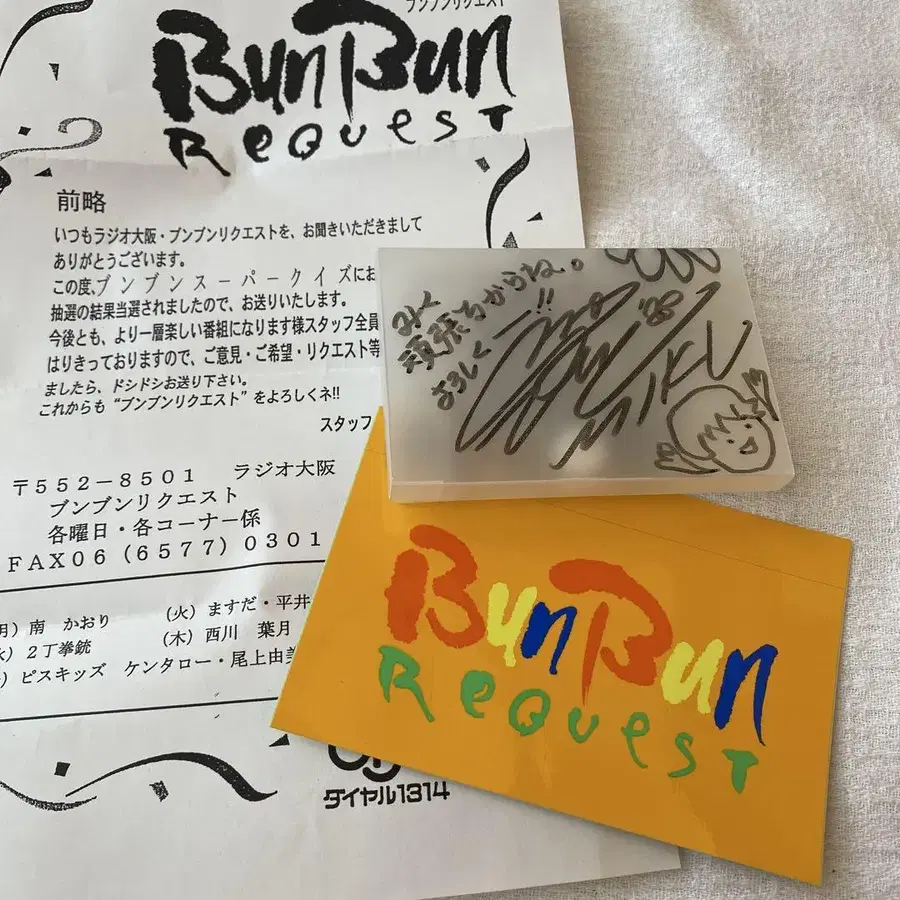 ブンブンリクエスト
BunBun
ReQuesT
前略
いつもラジオ大阪・ブンブンリクエストを、お聞きいただきまして
ありがとうございます。
この度、ブンブンスーパークイズにお
抽選の結果当選されましたので、お送りいたします。
今後とも、より一層楽しい番組になります様スタッフ全員
はりきっておりますので、ご意見・ご希望・リクエスト等
ましたら、ドシドシお送り下さい。
これからも “ブンブンリクエスト” をよろしくネ!!
スタッフ
〒552-8501 ラジオ大阪
ブンブンリクエスト
各曜日・各コーナー係
FAX06(6577)0301
月)南 かおり (火)ますだ・平井
)2丁拳銃 (木)西川 葉月
)ピスキッズ ケンタロー・尾上由美
ダイヤル1314
みく
頑張るからね。
よろしくー!!
'98
MIKU
BunBun
ReQuesT